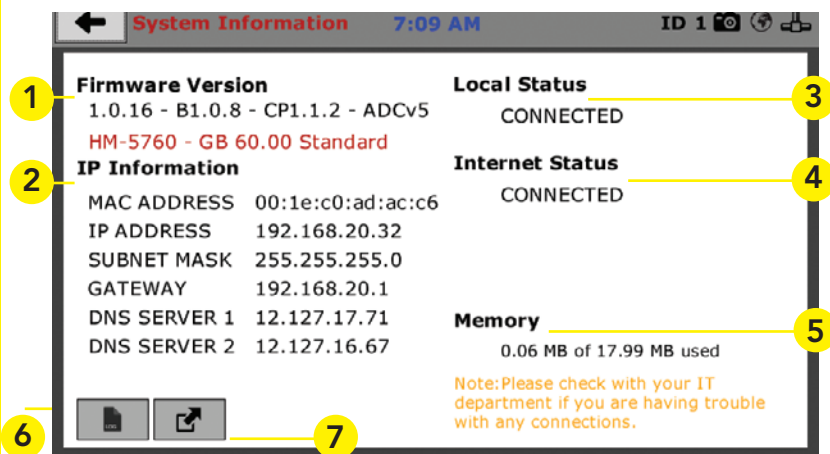 System Information 7:09 AM ID 1
1
Firmware Version
1.0.16 - B1.0.8 - CP1.1.2 - ADCv5
HM-5760 - GB 60.00 Standard
2
IP Information
MAC ADDRESS 00:1e:c0:ad:ac:c6
IP ADDRESS 192.168.20.32
SUBNET MASK 255.255.255.0
GATEWAY 192.168.20.1
DNS SERVER 1 12.127.17.71
DNS SERVER 2 12.127.16.67
3
Local Status
CONNECTED
4
Internet Status
CONNECTED
5
Memory
0.06 MB of 17.99 MB used
Note:Please check with your IT
department if you are having trouble
with any connections.
6
LOG
7